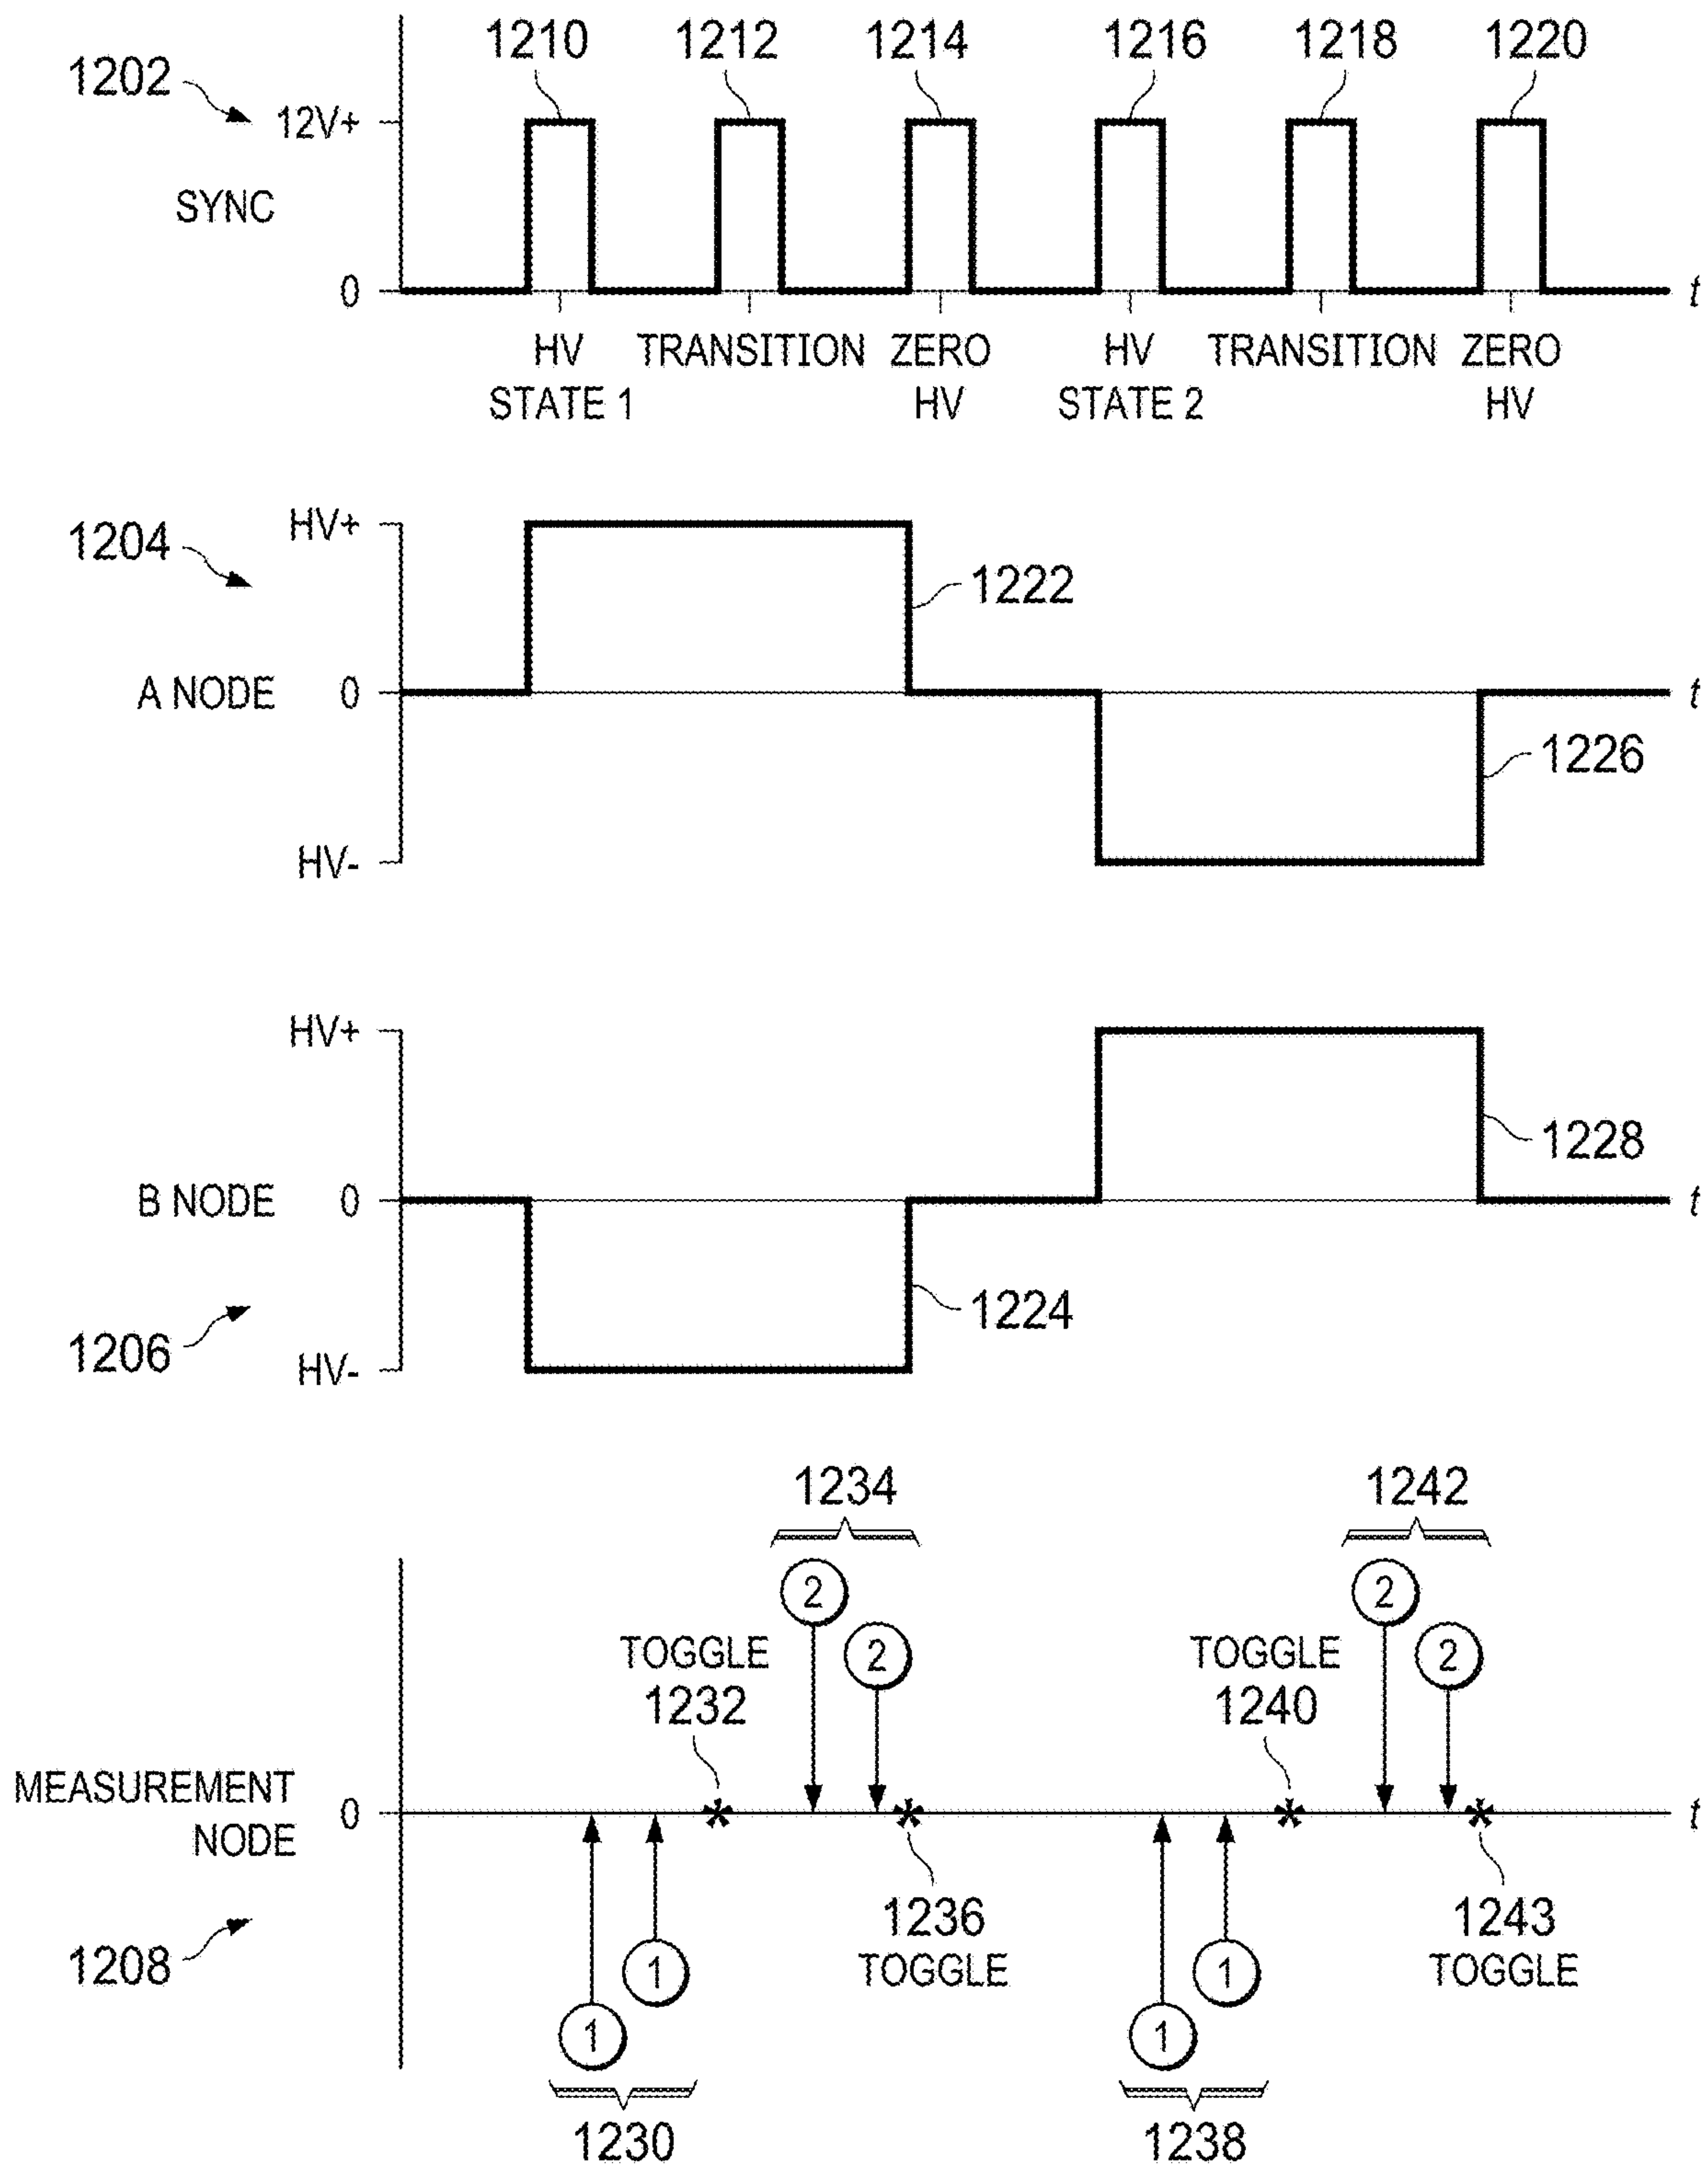 1210 1212 1214 1216 1218 1220
1202
12V+
SYNC
0 t
HV TRANSITION ZERO HV TRANSITION ZERO
STATE 1 HV STATE 2 HV
HV+
1204
1222
A NODE 0 t
1226
HV-
HV+
1228
B NODE 0 t
1224
1206
HV-
1234 1242
2 2
2 2
TOGGLE TOGGLE
1232 1240
MEASUREMENT
0 * * * * t
NODE
1236 1243
1208 1 TOGGLE 1 TOGGLE
1 1
1230 1238